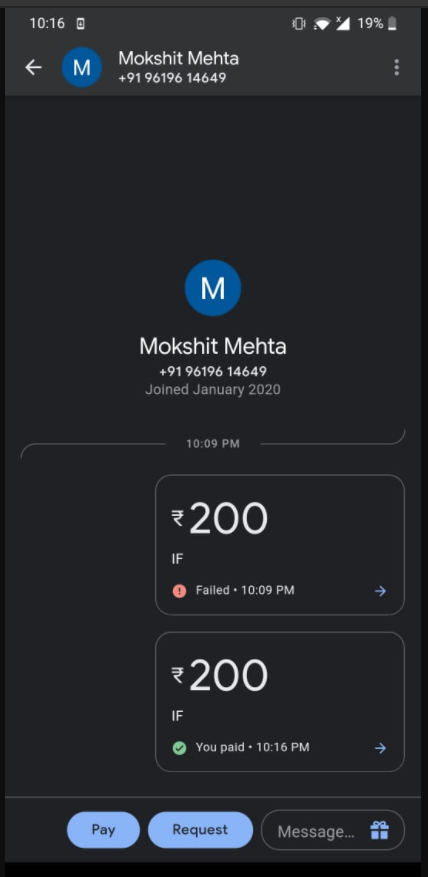 10:16
19%
M
Mokshit Mehta
+91 96196 14649
M
Mokshit Mehta
+91 96196 14649
Joined January 2020
10:09 PM
₹200
IF
Failed • 10:09 PM
₹200
IF
You paid • 10:16 PM
Pay
Request
Message...